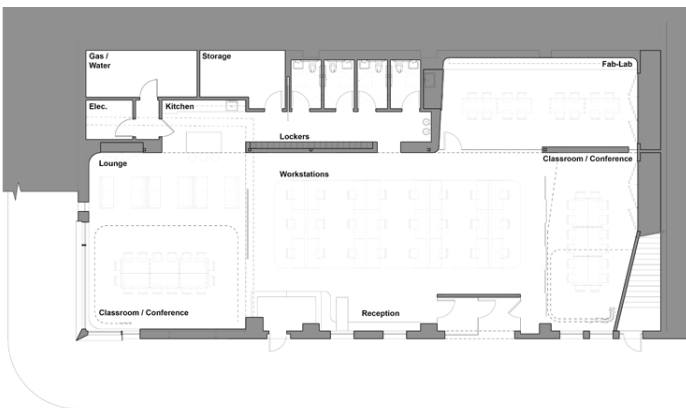 Gas /
Water
Storage
Fab-Lab
Elec.
Kitchen
Lockers
Lounge
Classroom / Conference
Workstations
Classroom / Conference
Reception